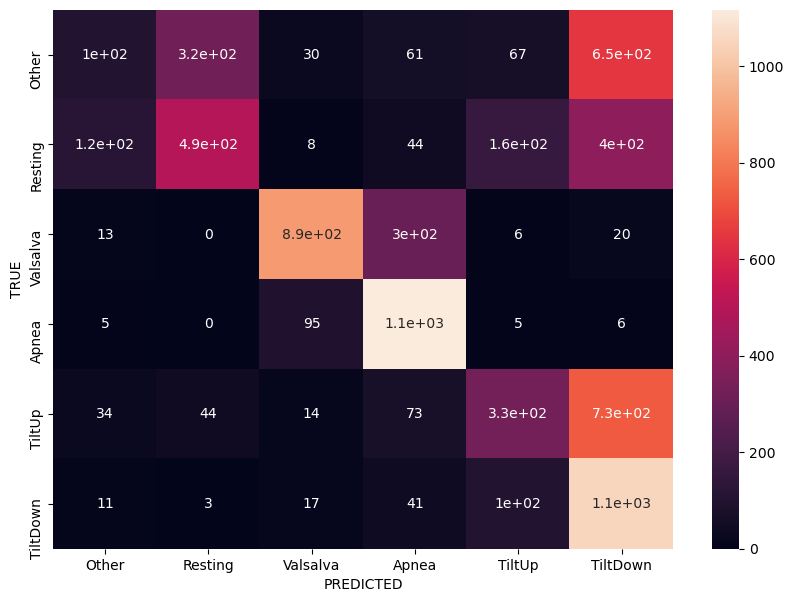 Other 1e+02 3.2e+02 30 61 67 6.5e+02
Resting 1.2e+02 4.9e+02 8 44 1.6e+02 4e+02
Valsalva 13 0 8.9e+02 3e+02 6 20
Apnea 5 0 95 1.1e+03 5 6
TiltUp 34 44 14 73 3.3e+02 7.3e+02
TiltDown 11 3 17 41 1e+02 1.1e+03
TRUE
Other Resting Valsalva Apnea TiltUp TiltDown
PREDICTED
1000
800
600
400
200
0